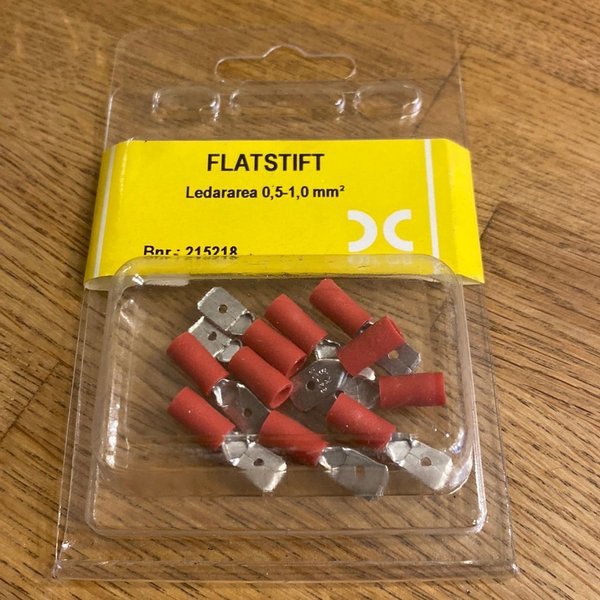 FLATSTIFT
Ledararea 0,5-1,0 mm²
Bnr.: 215218